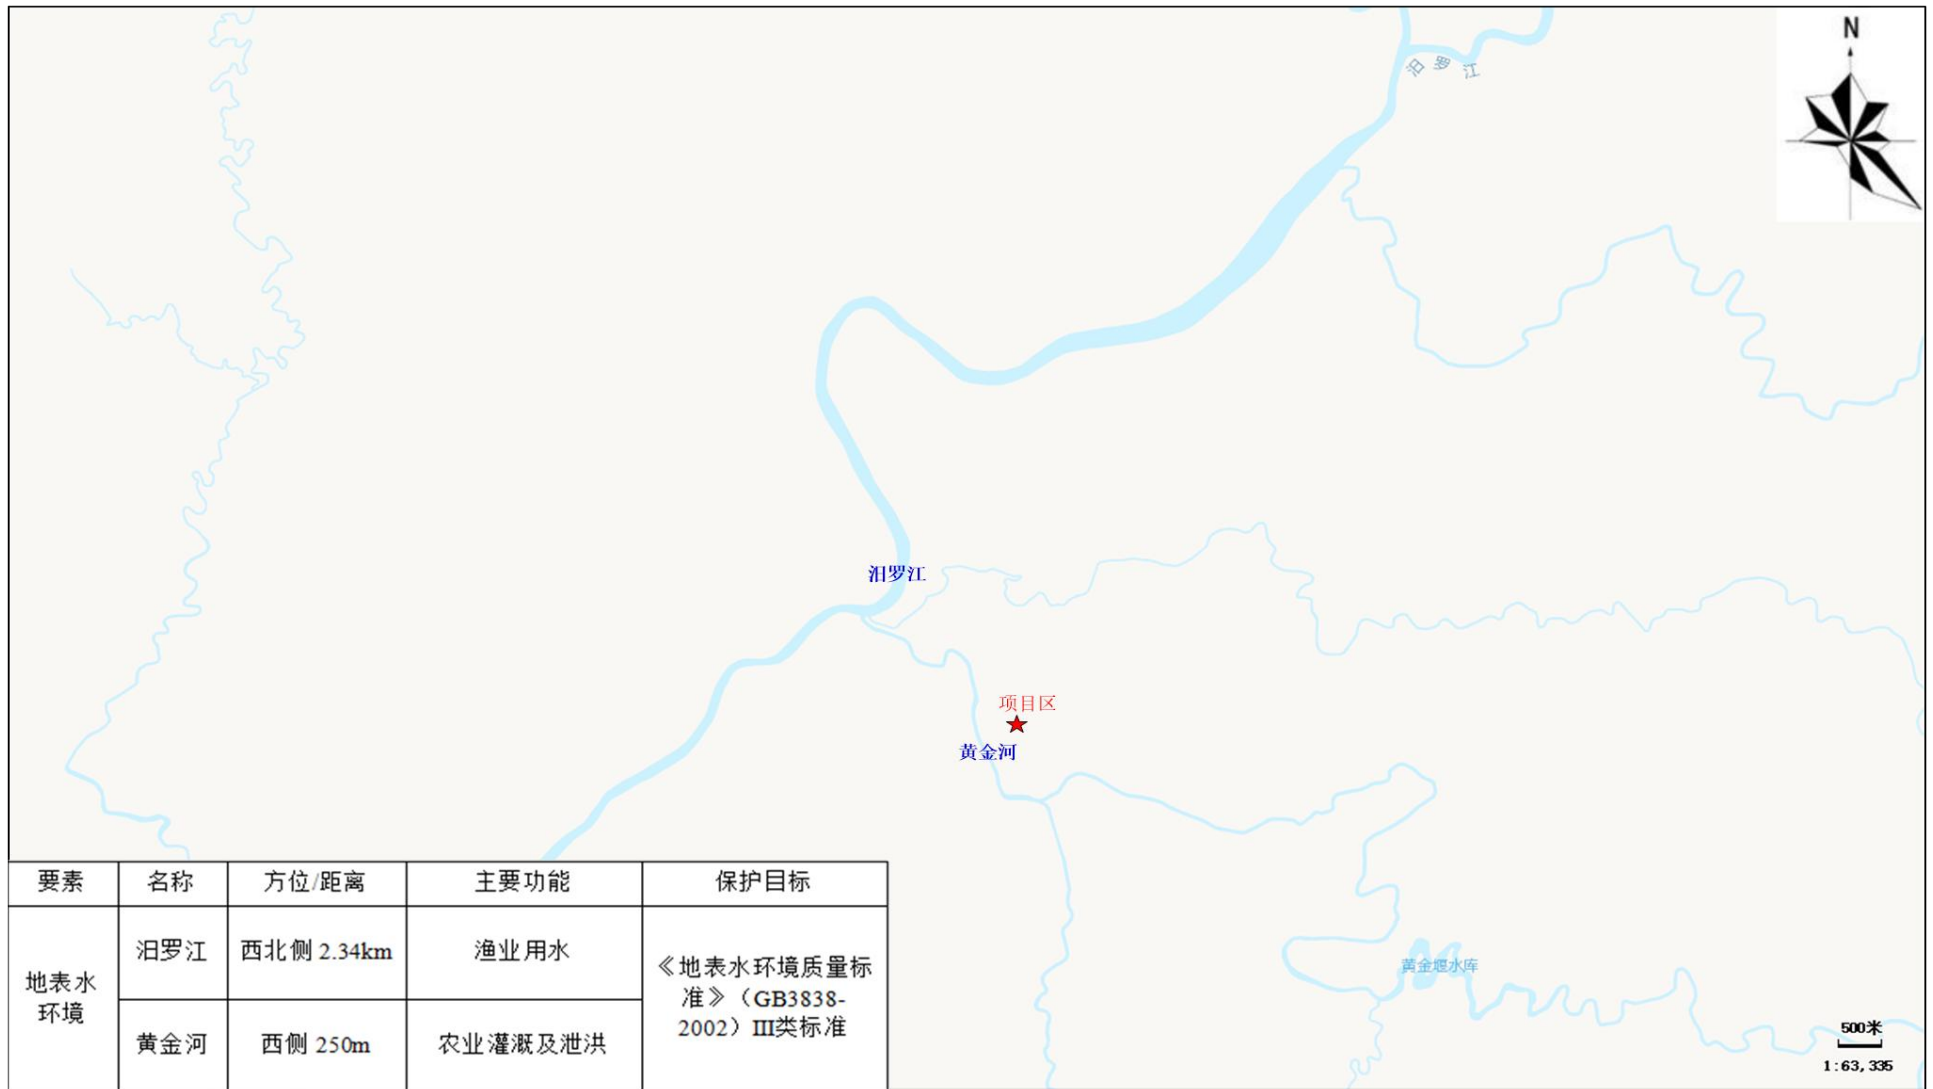 N
汨罗江
汨罗江
项目区
黄金河
黄金堰水库
500米
1:63,335
要素 名称 方位/距离 主要功能 保护目标
地表水
环境
汨罗江 西北侧 2.34km 渔业用水
黄金河 西侧 250m 农业灌溉及泄洪
《地表水环境质量标
准》（GB3838-
2002）III类标准